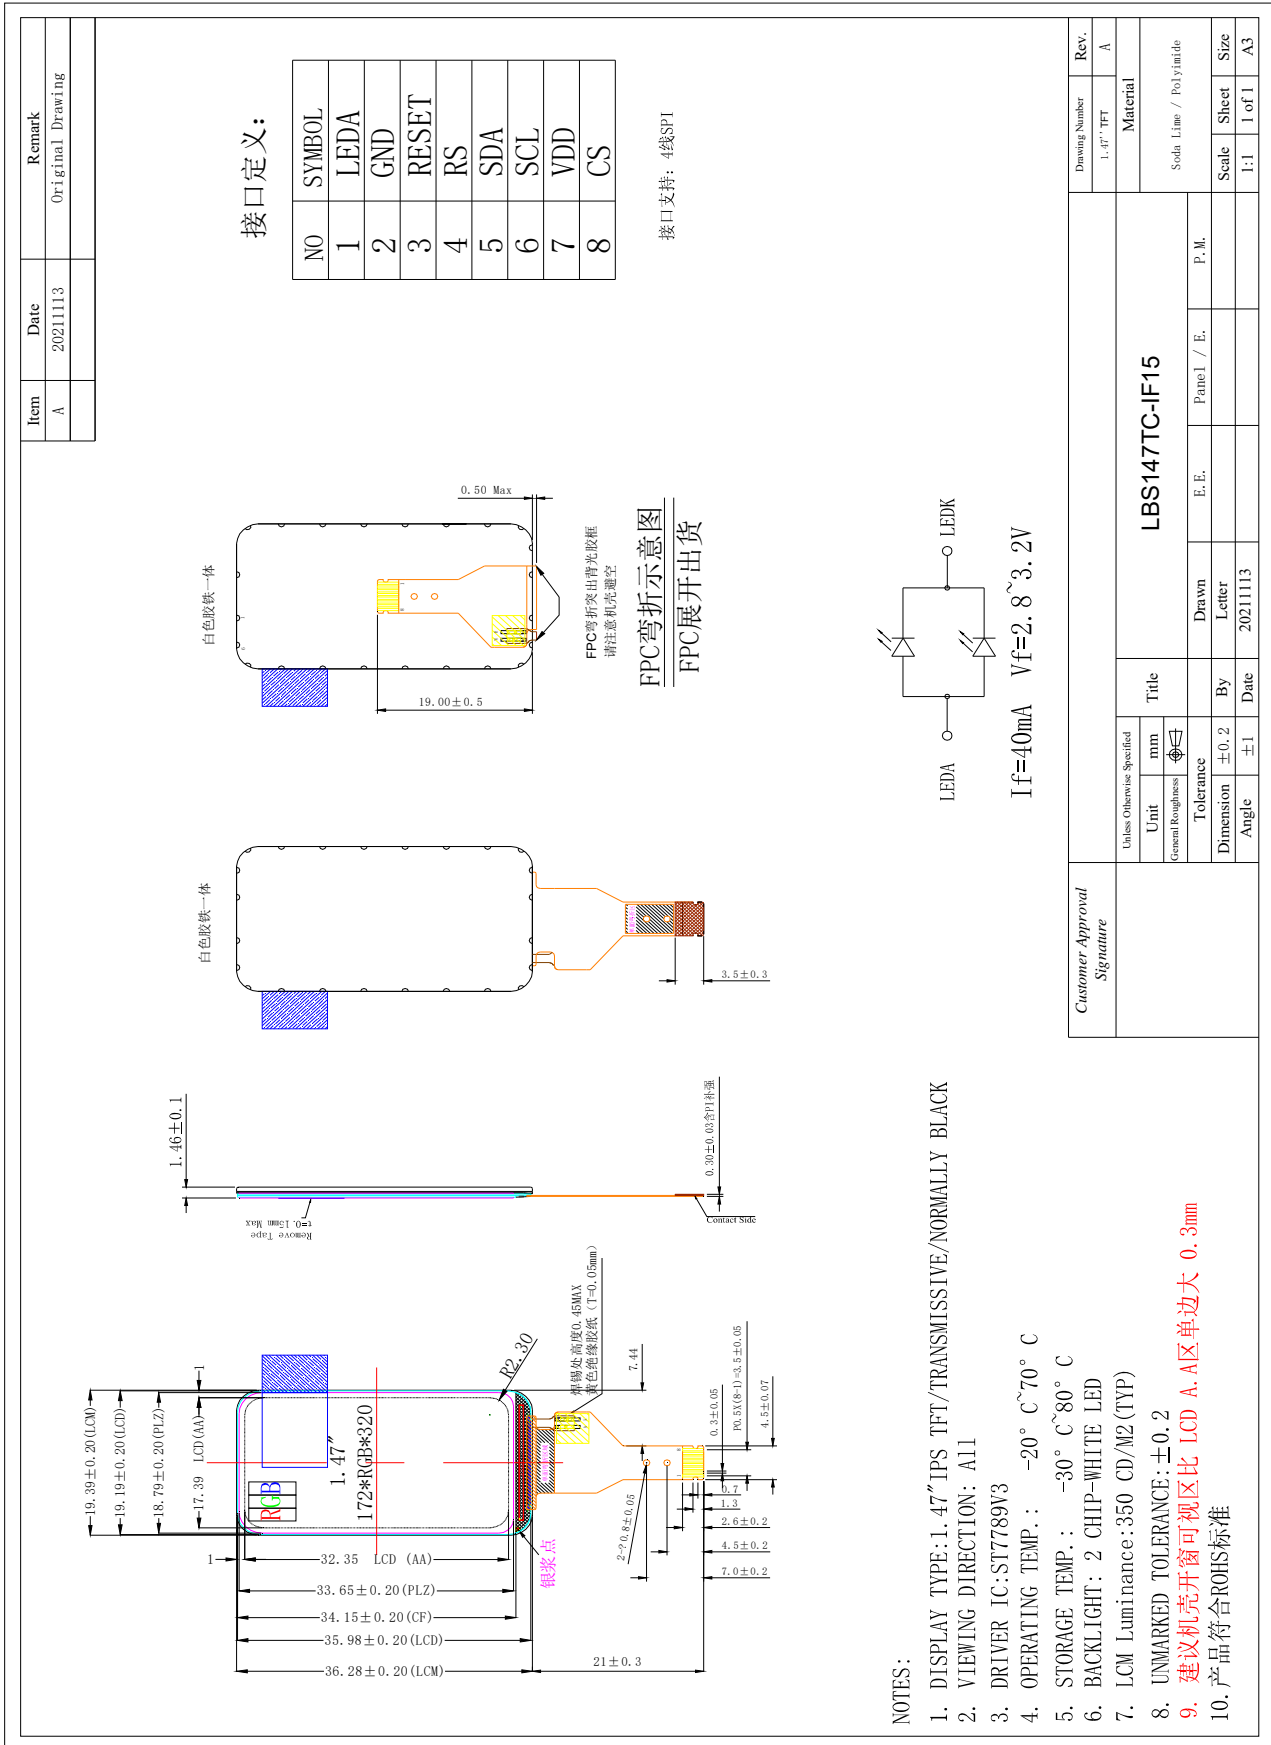 Item Date Remark
A 20211113 Original Drawing
接口定义:
NO SYMBOL
1 LEDA
2 GND
3 RESET
4 RS
5 SDA
6 SCL
7 VDD
8 CS
接口支持: 4线SPI
19.39±0.20(LCM)
19.19±0.20(LCD)
18.79±0.20(PLZ)
17.39 LCD(AA)
1
1
RGB
1.47"
172*RGB*320
R2.30
32.35 LCD (AA)
33.65±0.20(PLZ)
34.15±0.20(CF)
35.98±0.20(LCD)
36.28±0.20(LCM)
21±0.3
银浆点
焊锡处高度0.45MAX
黄色绝缘胶纸 (T=0.05mm)
7.44
0.3±0.05
P0.5X(8-1)=3.5±0.05
4.5±0.07
2-?0.8±0.05
0.7
1.3
2.6±0.2
4.5±0.2
7.0±0.2
1.46±0.1
Remove Tape
t=0.15mm Max
0.30±0.03含PI补强
Contact Side
白色胶铁一体
3.5±0.3
白色胶铁一体
0.50 Max
19.00±0.5
FPC弯折突出背光胶框
请注意机壳避空
FPC弯折示意图
FPC展开出货
LEDA
LEDK
If=40mA Vf=2.8~3.2V
NOTES:
1. DISPLAY TYPE:1.47"IPS TFT/TRANSMISSIVE/NORMALLY BLACK
2. VIEWING DIRECTION: All
3. DRIVER IC:ST7789V3
4. OPERATING TEMP.: -20° C~70° C
5. STORAGE TEMP.: -30° C~80° C
6. BACKLIGHT: 2 CHIP-WHITE LED
7. LCM Luminance:350 CD/M2(TYP)
8. UNMARKED TOLERANCE:±0.2
9. 建议机壳开窗可视区比 LCD A.A区单边大 0.3mm
10.产品符合ROHS标准
Customer Approval
Signature
Unless Otherwise Specified
Unit mm
General Roughness
Tolerance
Dimension ±0.2
Angle ±1
Title
LBS147TC-IF15
Drawn E.E. Panel / E. P.M.
By Letter
Date 20211113
Drawing Number Rev.
1.47'' TFT A
Material
Soda Lime / Polyimide
Scale Sheet Size
1:1 1 of 1 A3